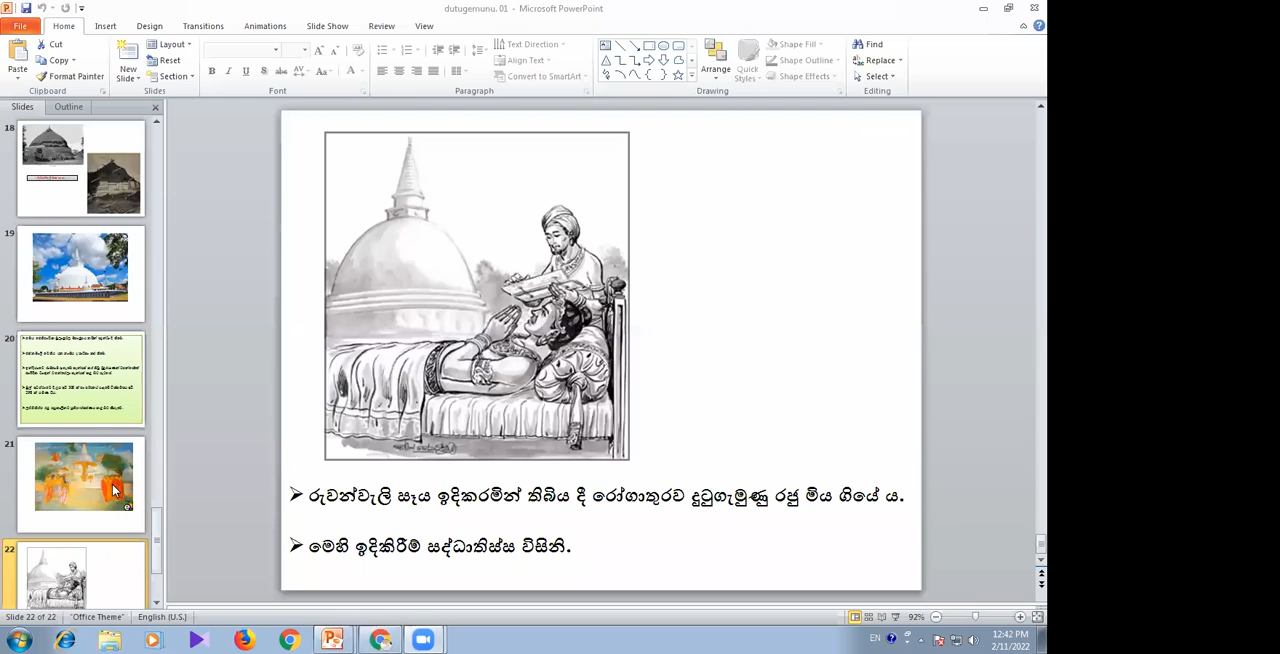 dutugemunu. 01 - Microsoft PowerPoint
File Home Insert Design Transitions Animations Slide Show Review View
Paste Cut Copy Format Painter Clipboard
New Slide Layout Reset Section Slides
B I U S abc AV Aa A Font
Text Direction Align Text Convert to SmartArt Paragraph
Arrange Quick Styles Shape Fill Shape Outline Shape Effects Drawing
Find Replace Select Editing
Slides Outline
18
19
20
21
22
රුවන්වැලි සෑය ඉදිකරමින් තිබිය දී රෝගාතුරව දුටුගැමුණු රජු මිය ගියේ ය.
මෙහි ඉදිකිරීම් සද්ධාතිස්ස විසිනි.
Slide 22 of 22 "Office Theme" English (U.S.) 92%
EN 12:42 PM
2/11/2022